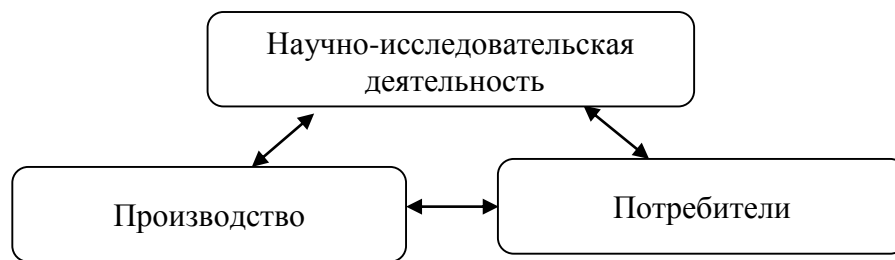 Научно-исследовательская
деятельность
Производство
Потребители